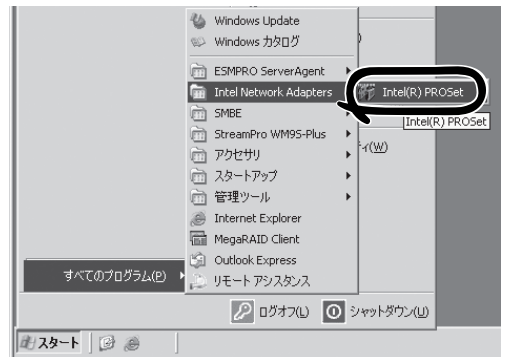 Windows Update
Windows カタログ
)
ESMPRO ServerAgent
Intel Network Adapters
Intel(R) PROSet
SMBE
Intel(R) PROSet
StreamPro WM9S-Plus
ィ(W)
アクセサリ
スタートアップ
管理ツール
Internet Explorer
MegaRAID Client
Outlook Express
すべてのプログラム(P)
リモート アシスタンス
ログオフ(L)
シャットダウン(U)
スタート